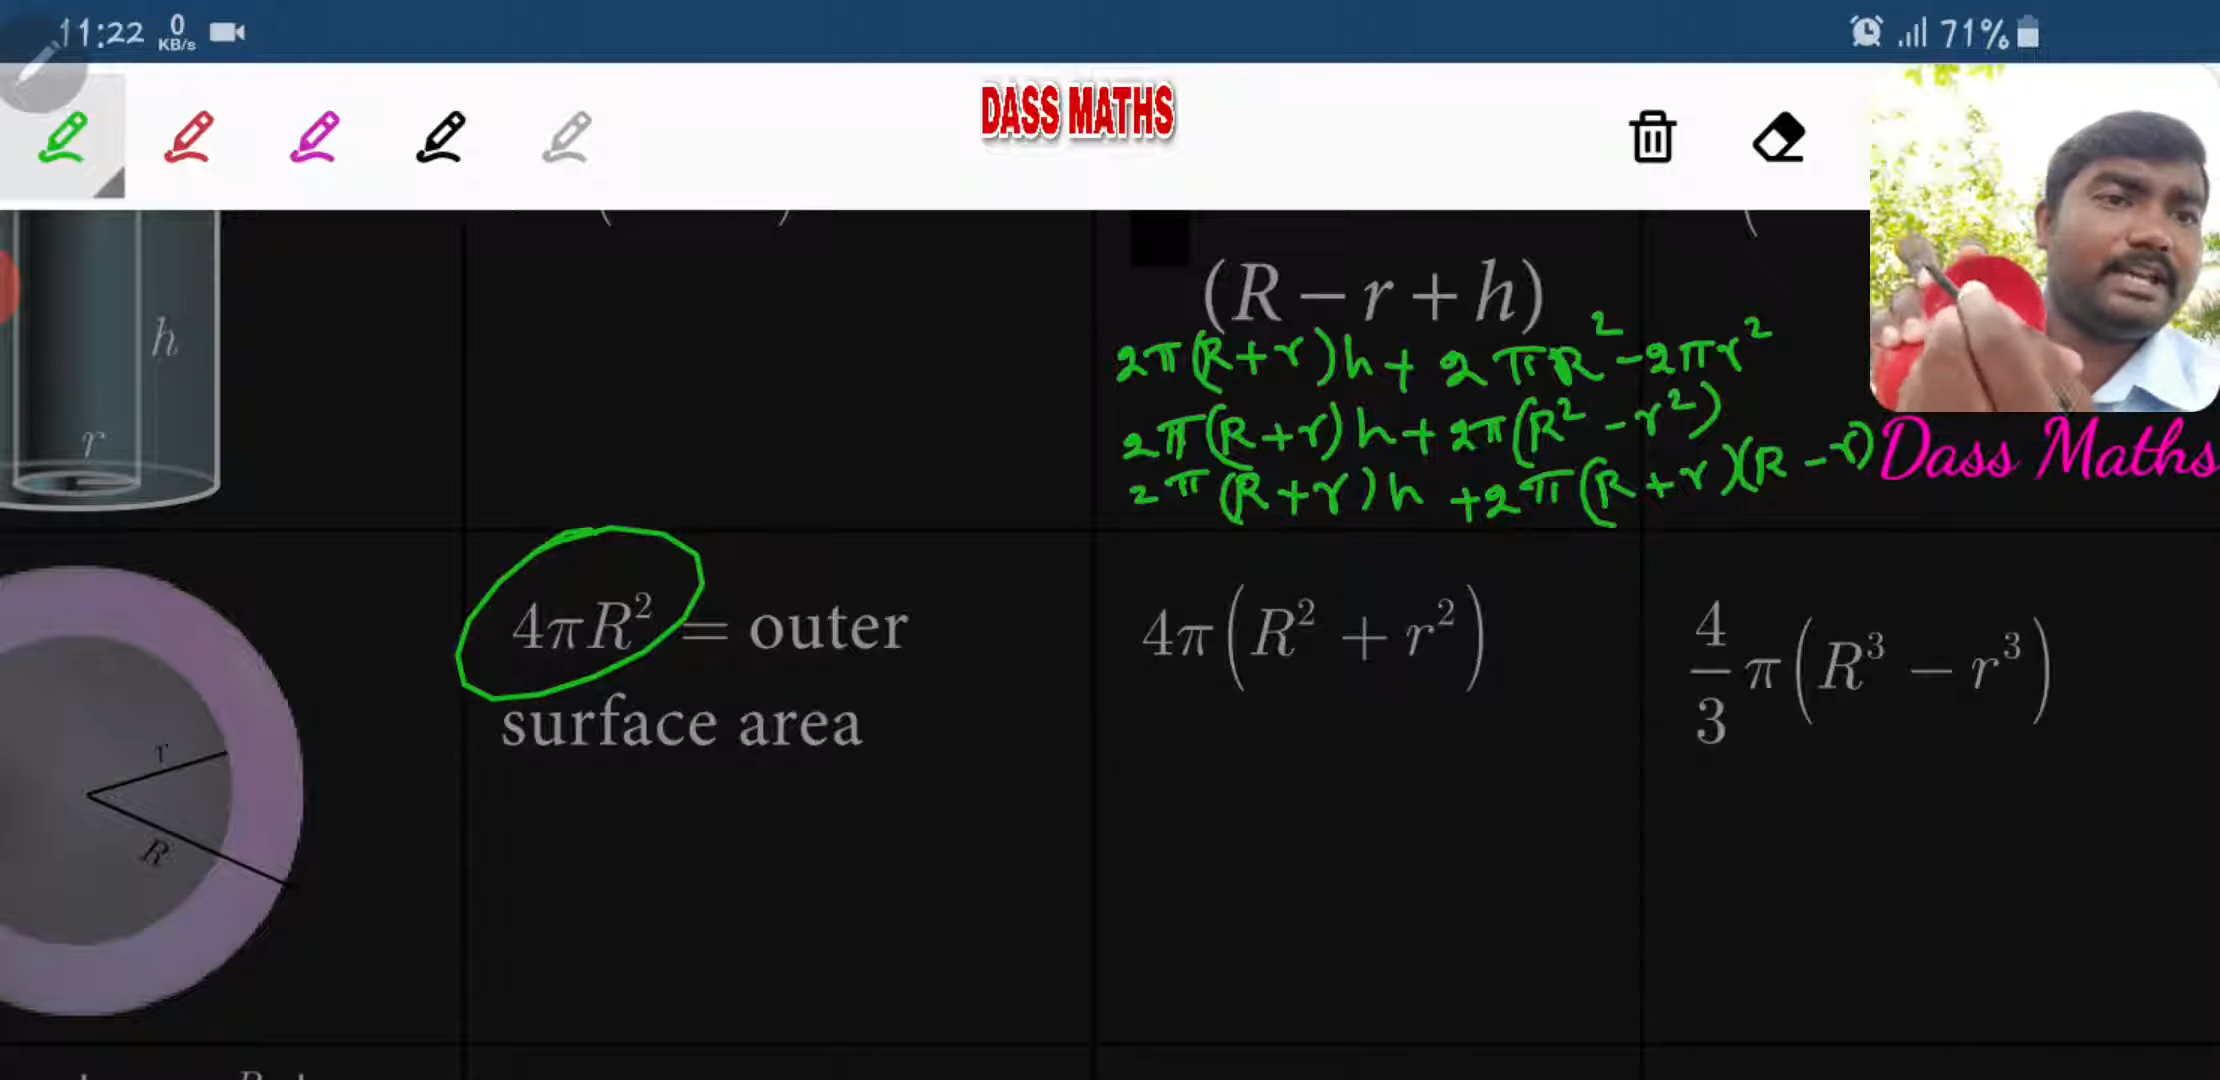 11:22 0 KB/s 71%
DASS MATHS
(R − r + h)
2π(R+r)h + 2πR² − 2πr²
2π(R+r)h + 2π(R² − r²)
2π(R+r)h + 2π(R+r)(R−r)
Dass Maths
h
r
4πR² = outer
surface area
4π(R² + r²)
4/3 π(R³ − r³)
r
R